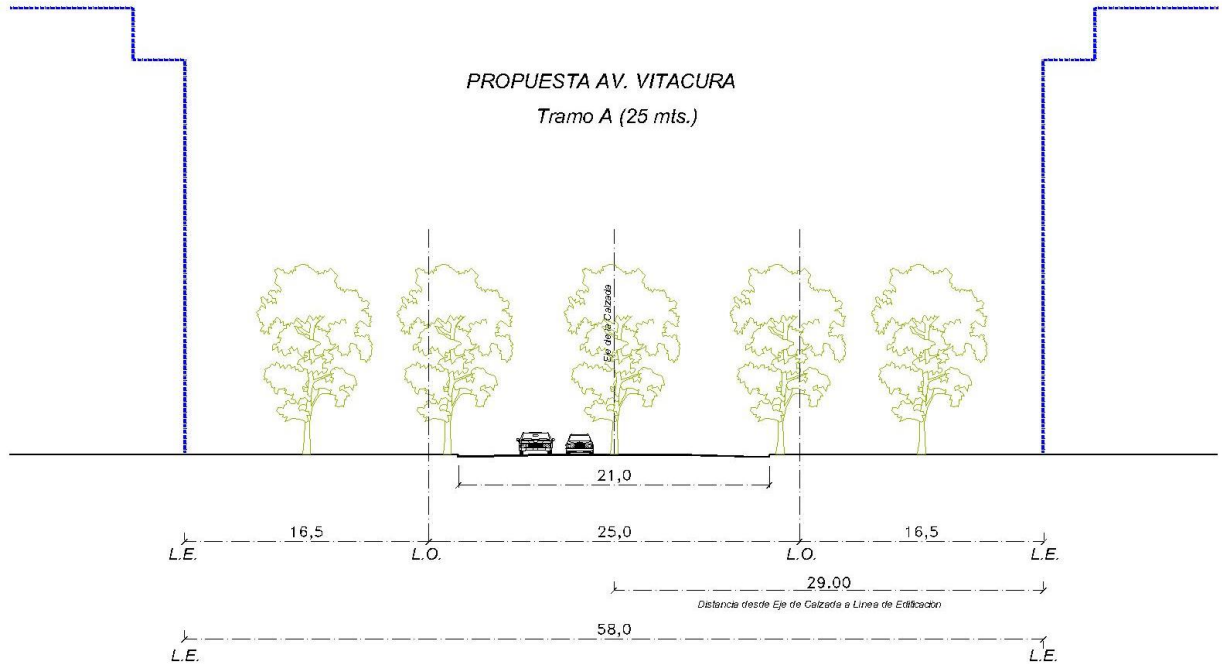 PROPUESTA AV. VITACURA
Tramo A (25 mts.)
Eje de la Calzada
21,0
16,5
25,0
16,5
L.E.
L.O.
L.O.
L.E.
29.00
Distancia desde Eje de Calzada a Linea de Edificación
58,0
L.E.
L.E.